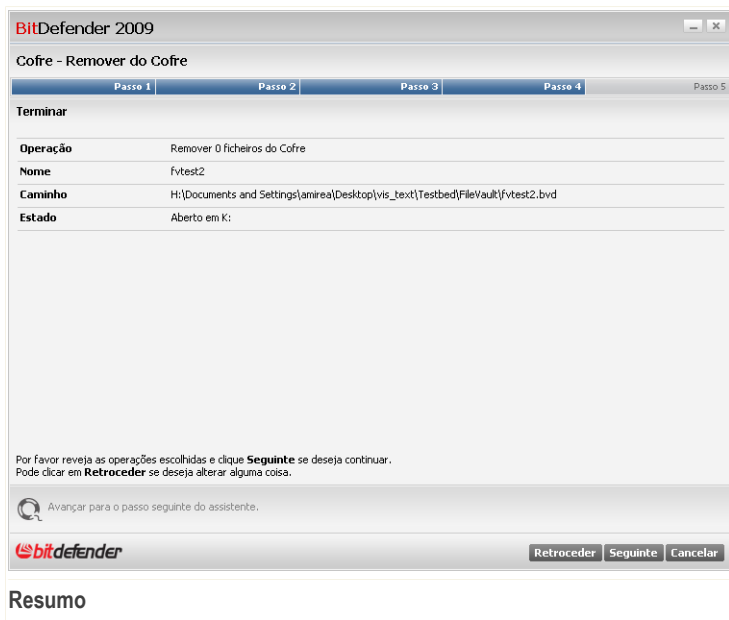 BitDefender 2009
Cofre - Remover do Cofre
Passo 1 Passo 2 Passo 3 Passo 4 Passo 5
Terminar
Operação Remover 0 ficheiros do Cofre
Nome fvtest2
Caminho H:\Documents and Settings\amirea\Desktop\vis_text\Testbed\FileVault\fvtest2.bvd
Estado Aberto em K:
Por favor reveja as operações escolhidas e clique Seguinte se deseja continuar.
Pode clicar em Retroceder se deseja alterar alguma coisa.
Avançar para o passo seguinte do assistente.
bitdefender Retroceder Seguinte Cancelar
Resumo